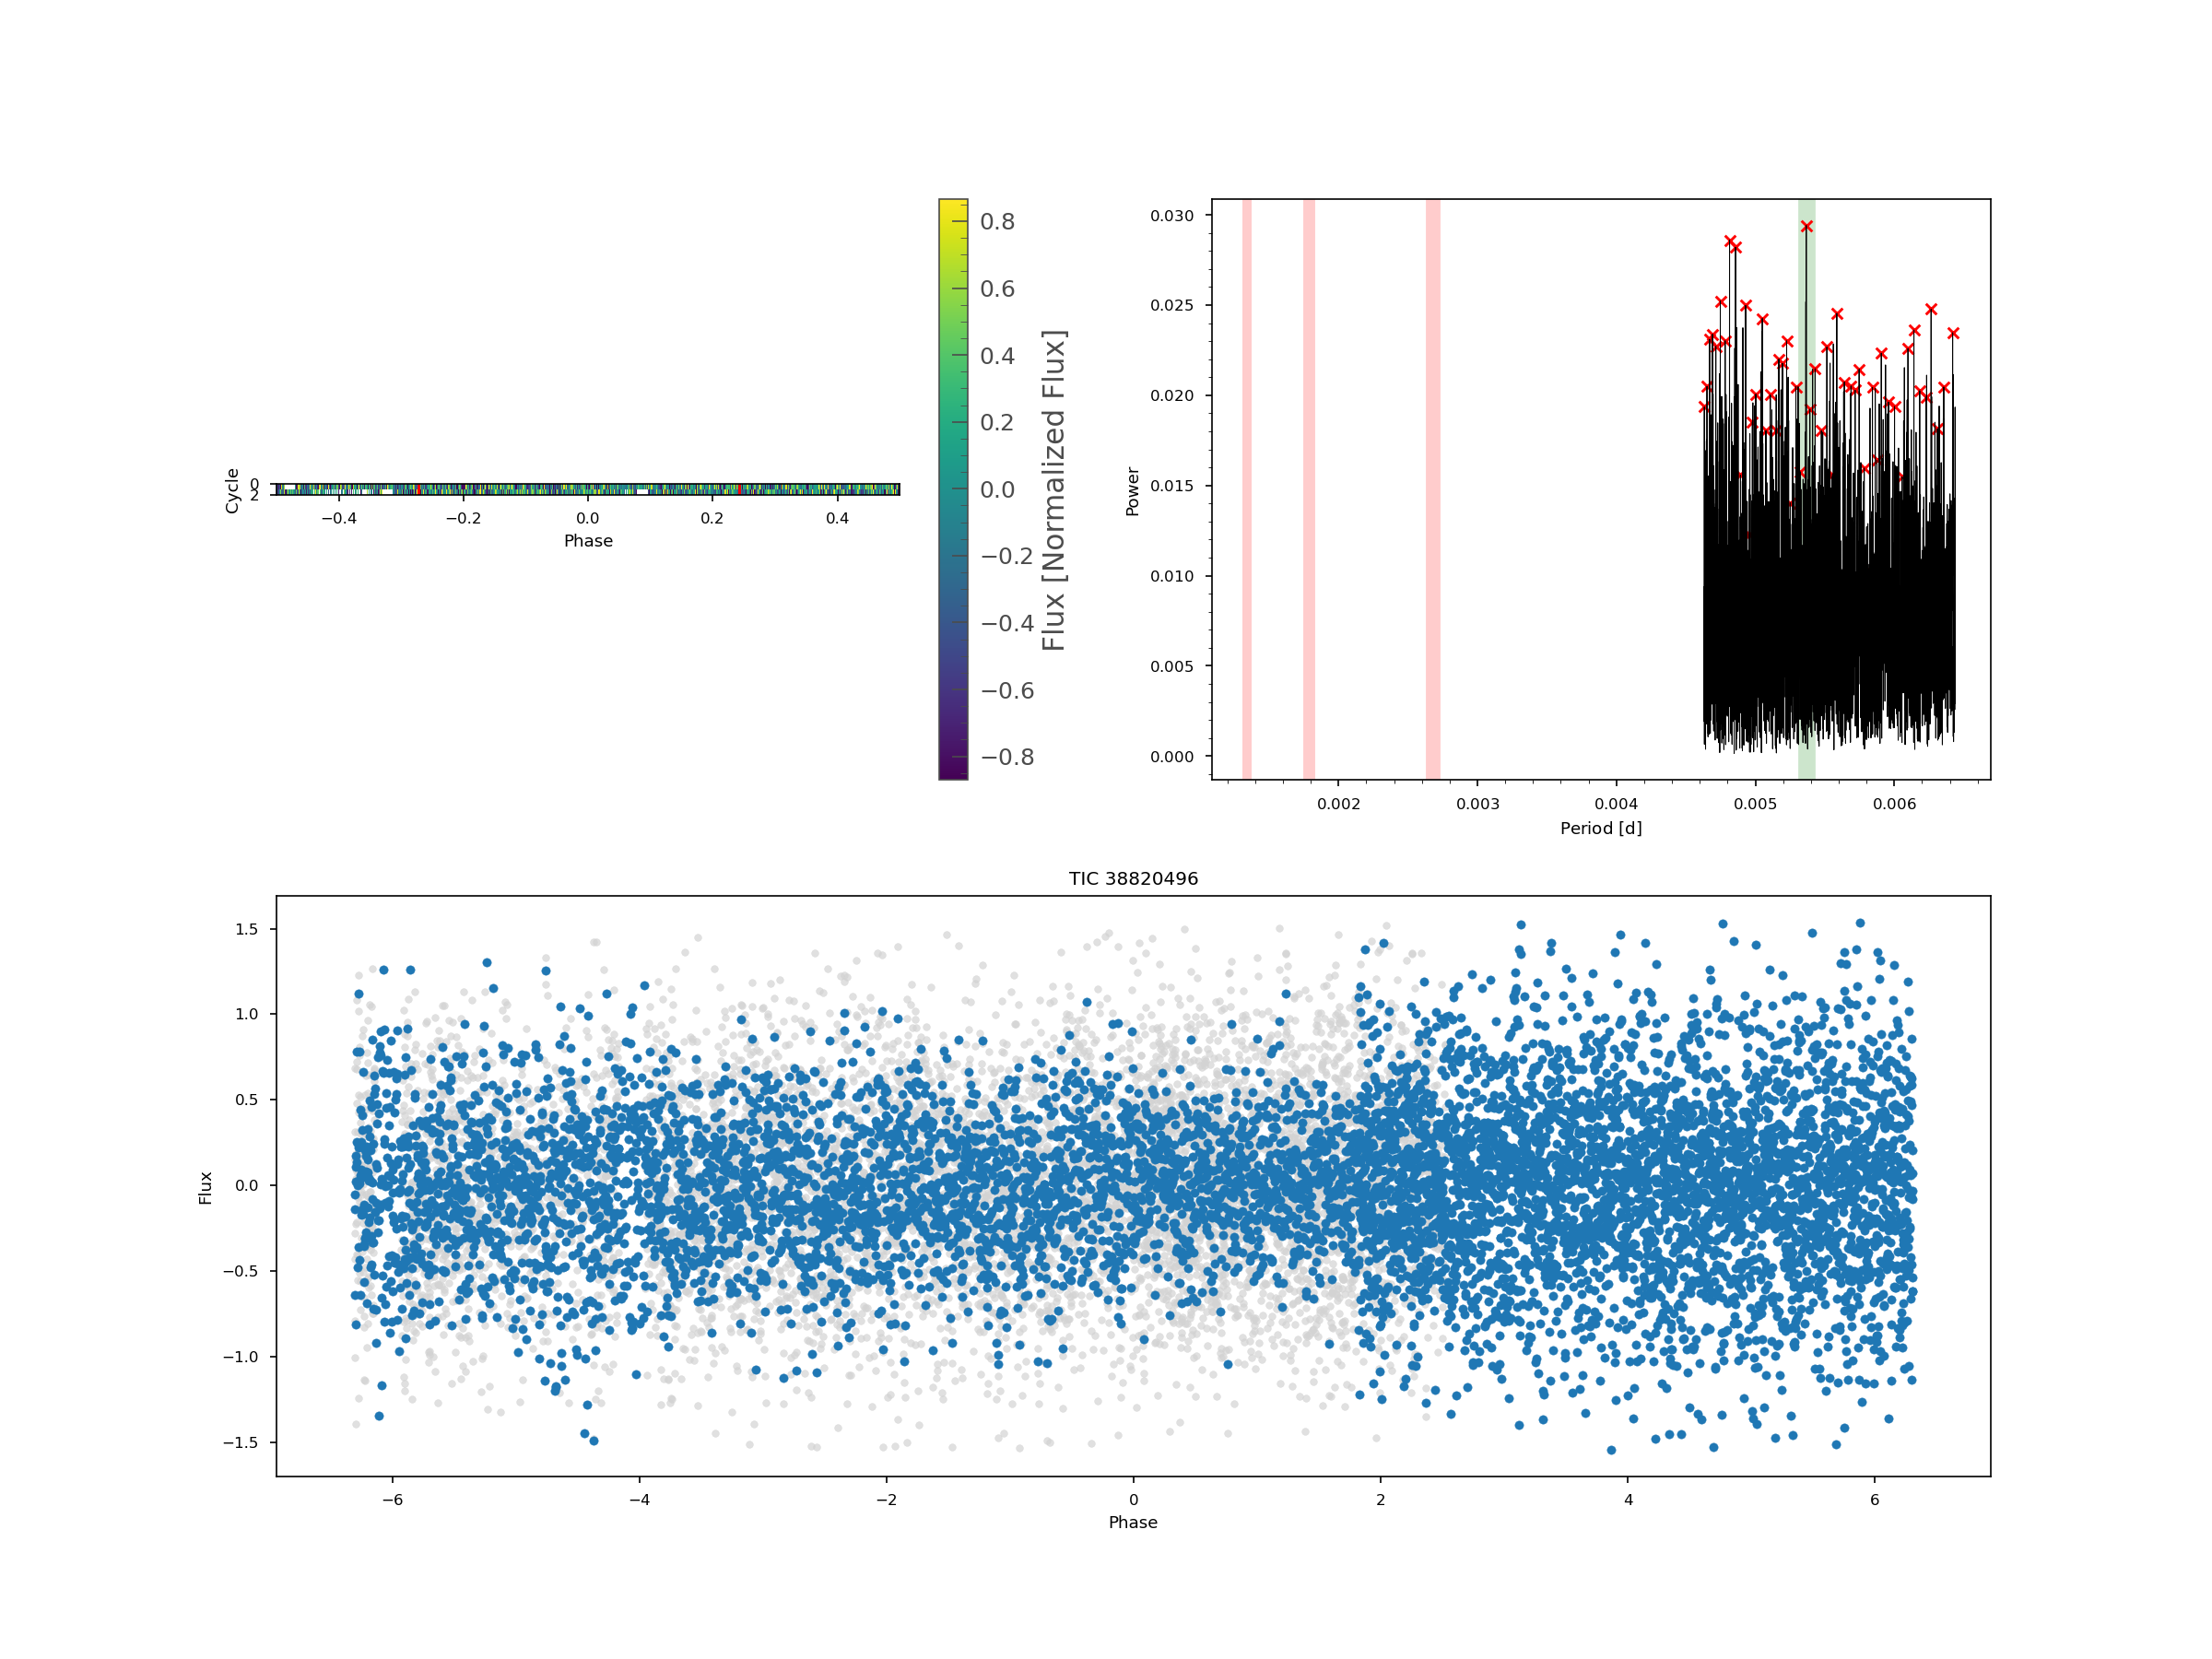 0
2
Cycle
−0.4 −0.2 0.0 0.2 0.4
Phase
0.8
0.6
0.4
0.2
0.0
−0.2
−0.4
−0.6
−0.8
Flux [Normalized Flux]
0.030
0.025
0.020
0.015
0.010
0.005
0.000
Power
0.002 0.003 0.004 0.005 0.006
Period [d]
TIC 38820496
1.5
1.0
0.5
0.0
−0.5
−1.0
−1.5
Flux
−6 −4 −2 0 2 4 6
Phase